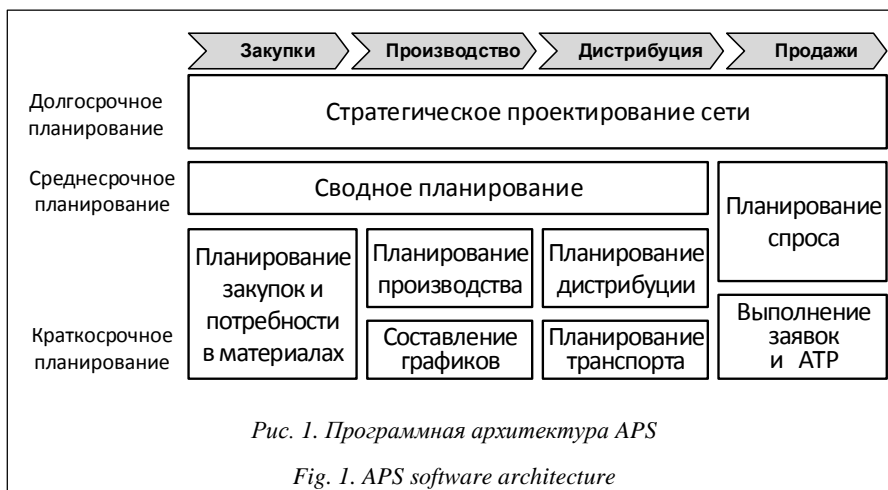 Закупки Производство Дистрибуция Продажи
Долгосрочное
планирование
Стратегическое проектирование сети
Среднесрочное
планирование
Сводное планирование
Планирование
спроса
Краткосрочное
планирование
Планирование
закупок и
потребности
в материалах
Планирование
производства
Планирование
дистрибуции
Составление
графиков
Планирование
транспорта
Выполнение
заявок
и АТР
Рис. 1. Программная архитектура APS
Fig. 1. APS software architecture